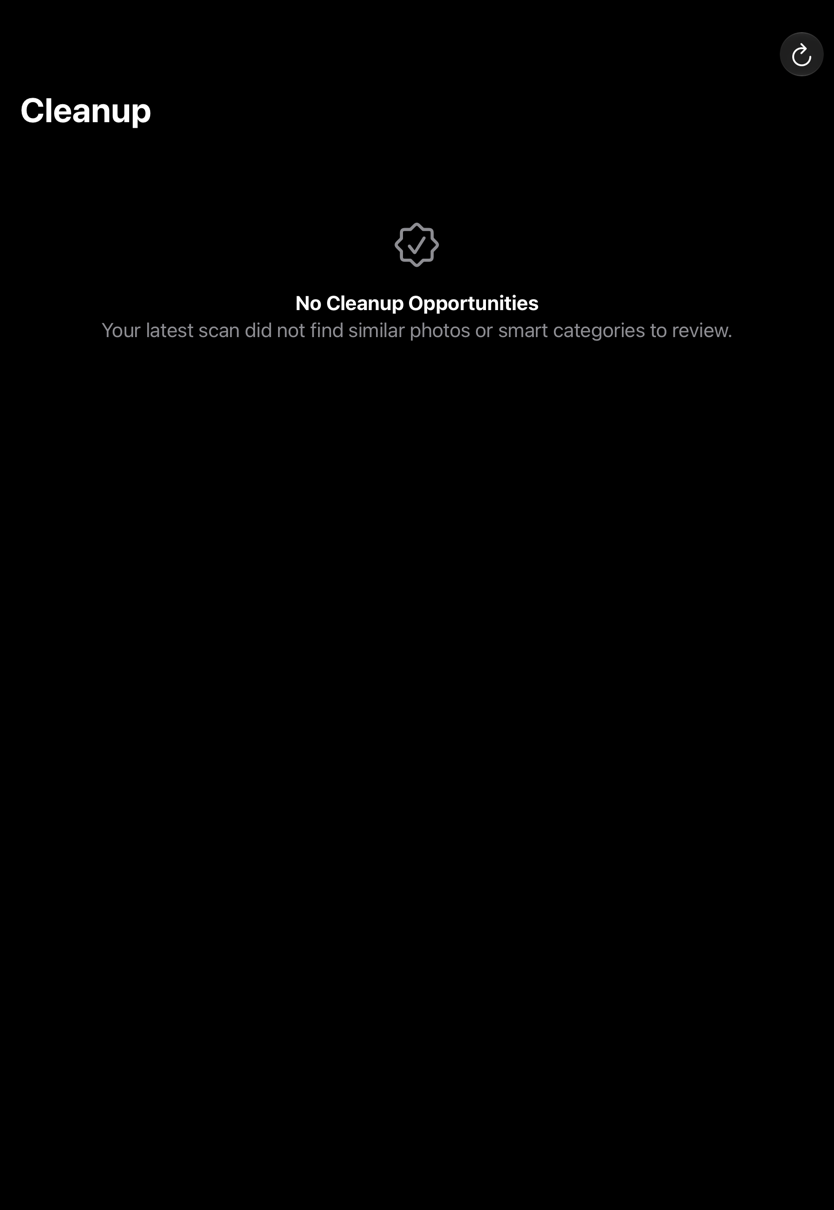 Cleanup
No Cleanup Opportunities
Your latest scan did not find similar photos or smart categories to review.